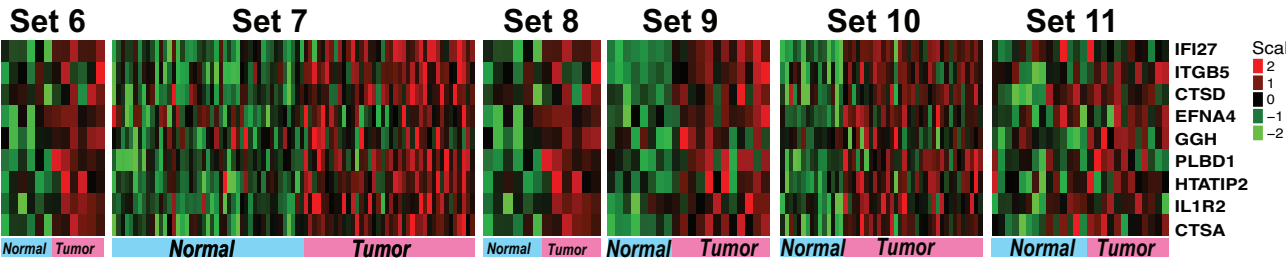 Set 6 Set 7 Set 8 Set 9 Set 10 Set 11
IFI27
ITGB5
CTSD
EFNA4
GGH
PLBD1
HTATIP2
IL1R2
CTSA
Scal
2
1
0
−1
−2
Normal Tumor Normal Tumor Normal Tumor Normal Tumor Normal Tumor Normal Tumor